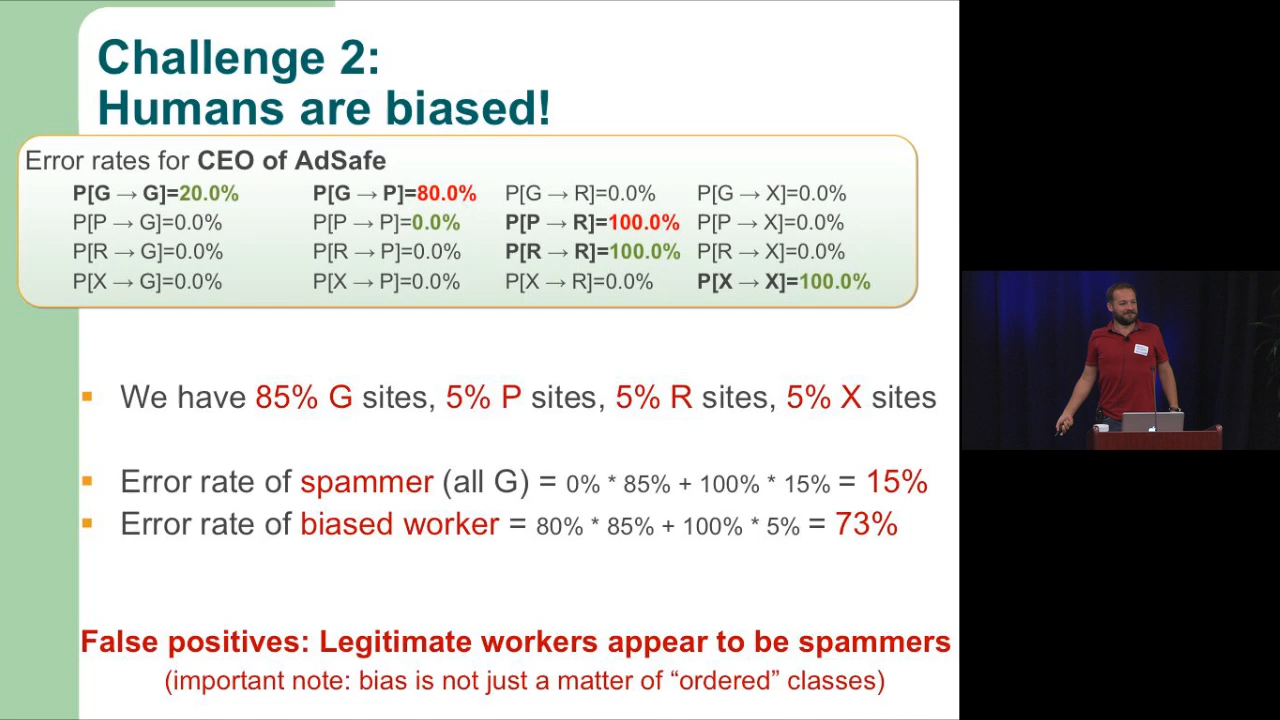 Challenge 2:
Humans are biased!
Error rates for CEO of AdSafe
P[G → G]=20.0% P[G → P]=80.0% P[G → R]=0.0% P[G → X]=0.0%
P[P → G]=0.0% P[P → P]=0.0% P[P → R]=100.0% P[P → X]=0.0%
P[R → G]=0.0% P[R → P]=0.0% P[R → R]=100.0% P[R → X]=0.0%
P[X → G]=0.0% P[X → P]=0.0% P[X → R]=0.0% P[X → X]=100.0%
We have 85% G sites, 5% P sites, 5% R sites, 5% X sites
Error rate of spammer (all G) = 0% * 85% + 100% * 15% = 15%
Error rate of biased worker = 80% * 85% + 100% * 5% = 73%
False positives: Legitimate workers appear to be spammers
(important note: bias is not just a matter of “ordered” classes)